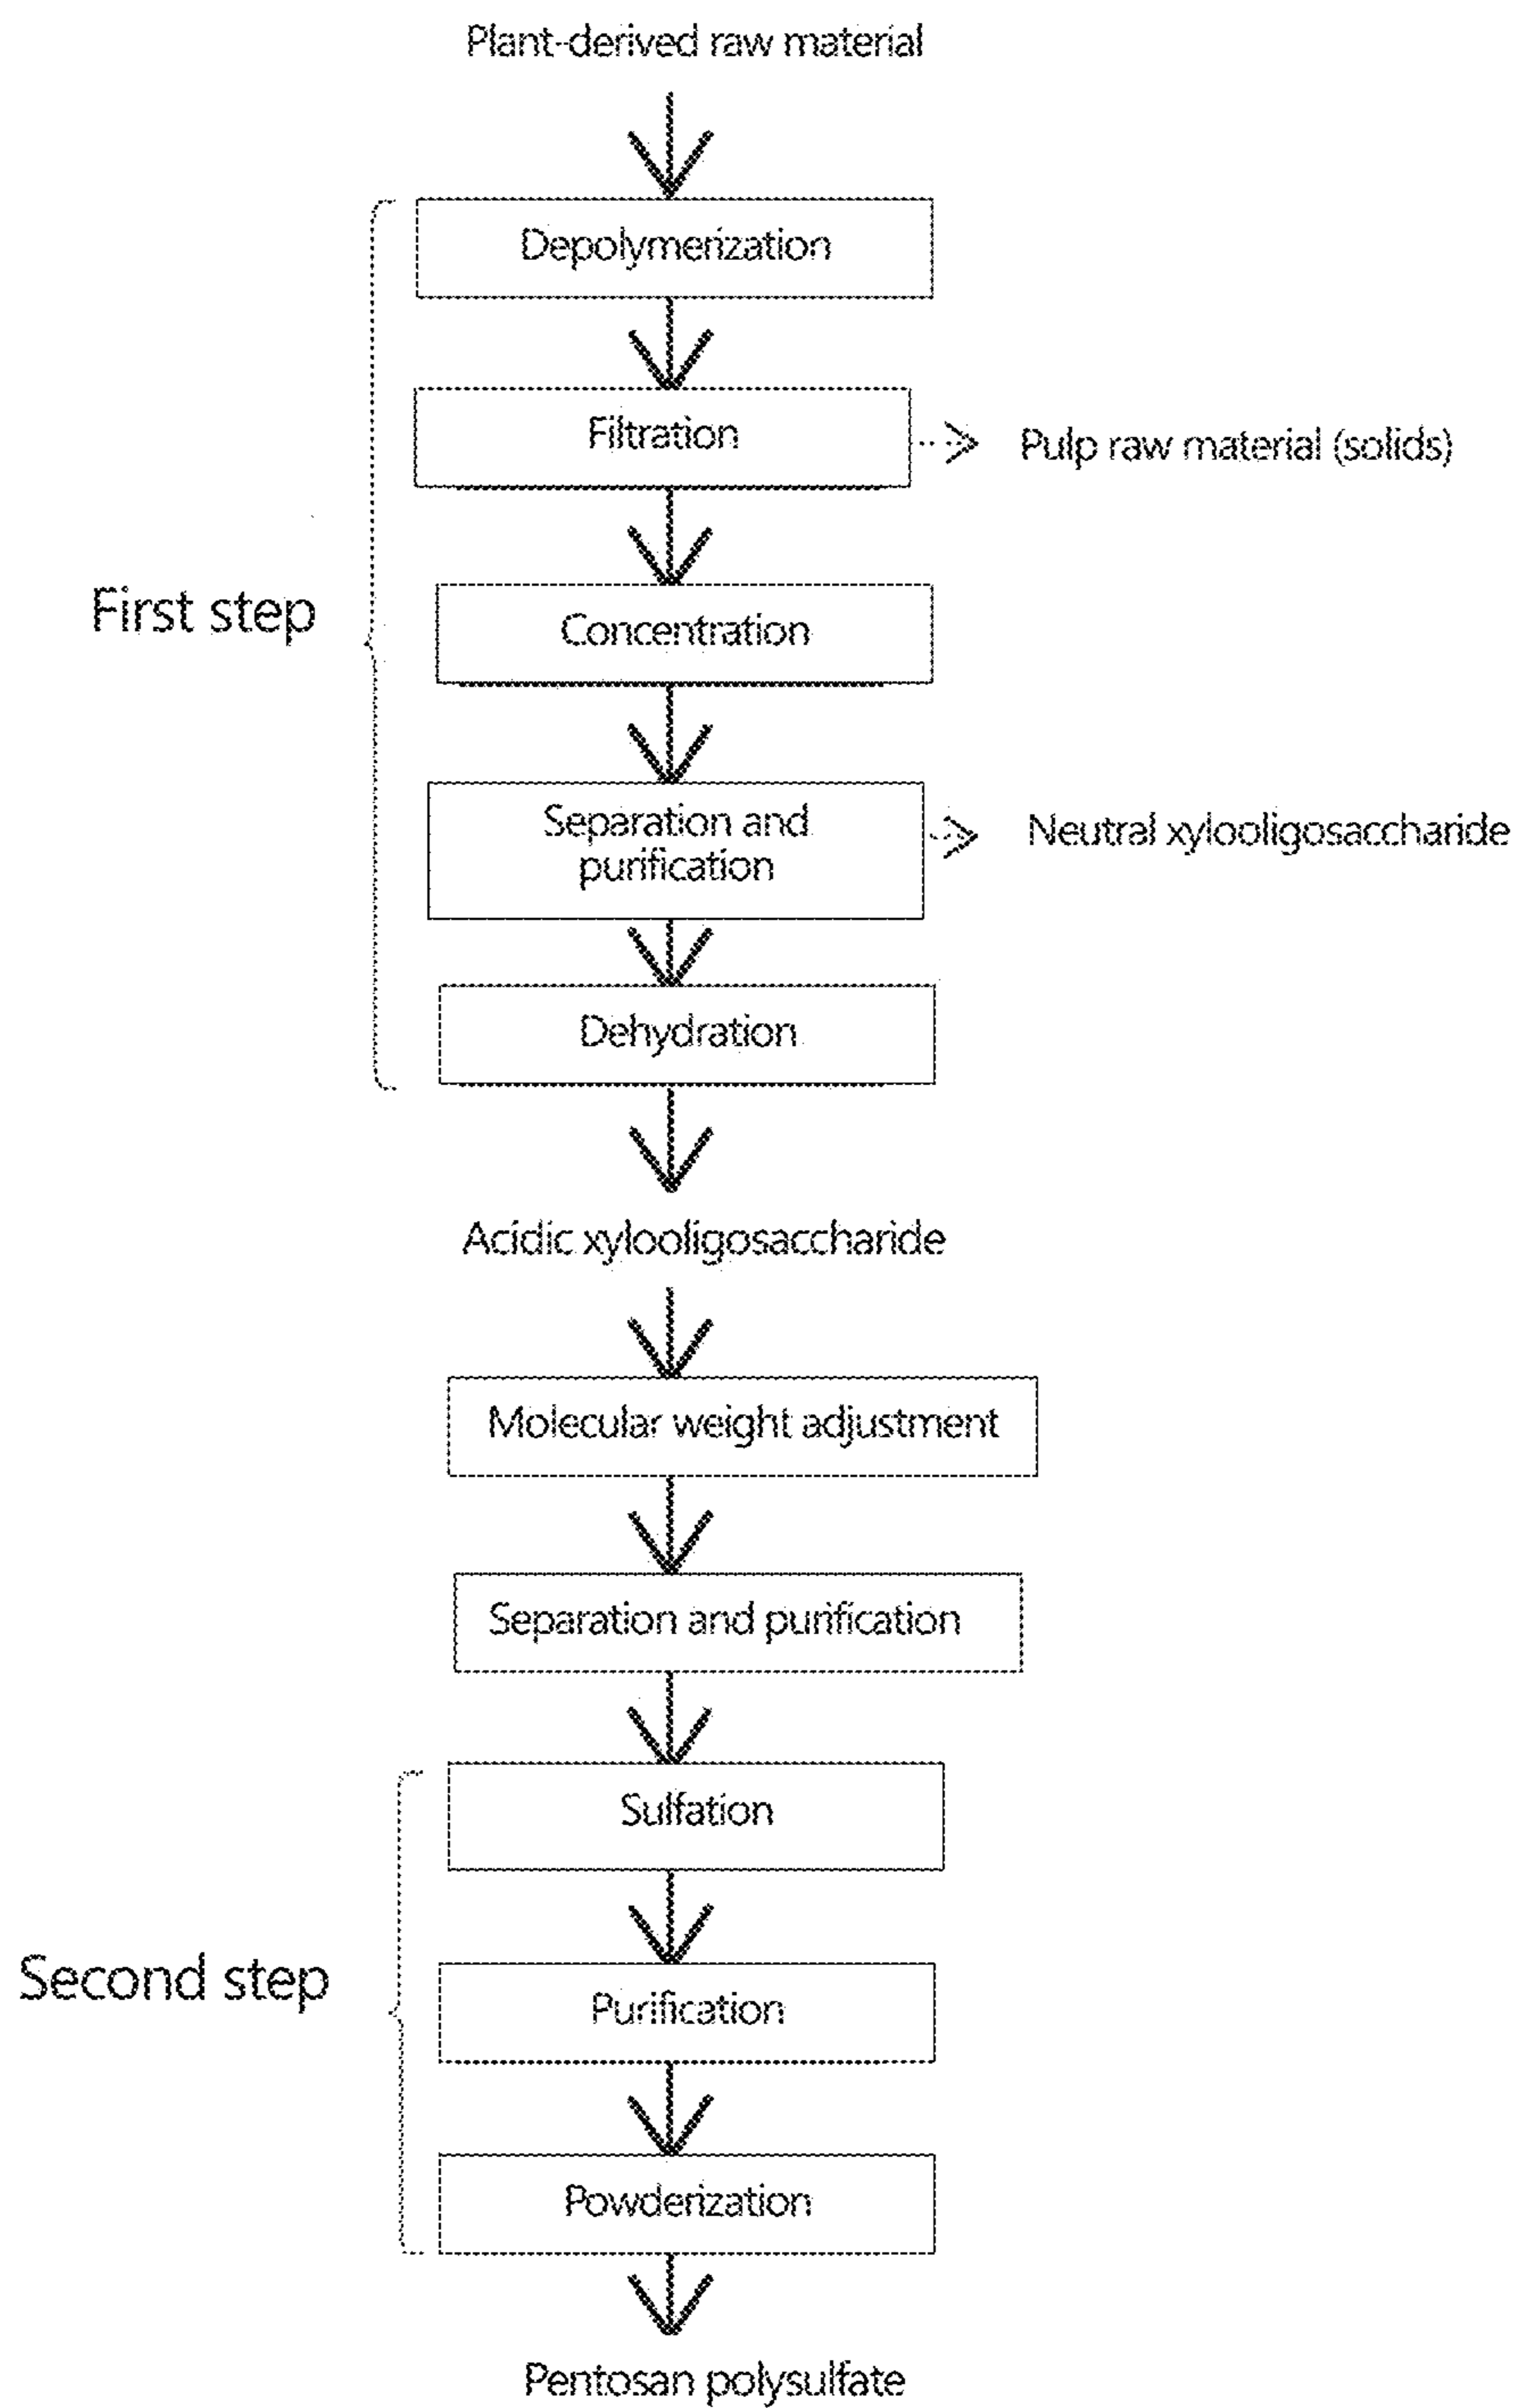 Plant-derived raw material
Depolymerization
Filtration
Pulp raw material (solids)
First step
Concentration
Separation and
purification
Neutral xylooligosaccharide
Dehydration
Acidic xylooligosaccharide
Molecular weight adjustment
Separation and purification
Sulfation
Second step
Purification
Powderization
Pentosan polysulfate